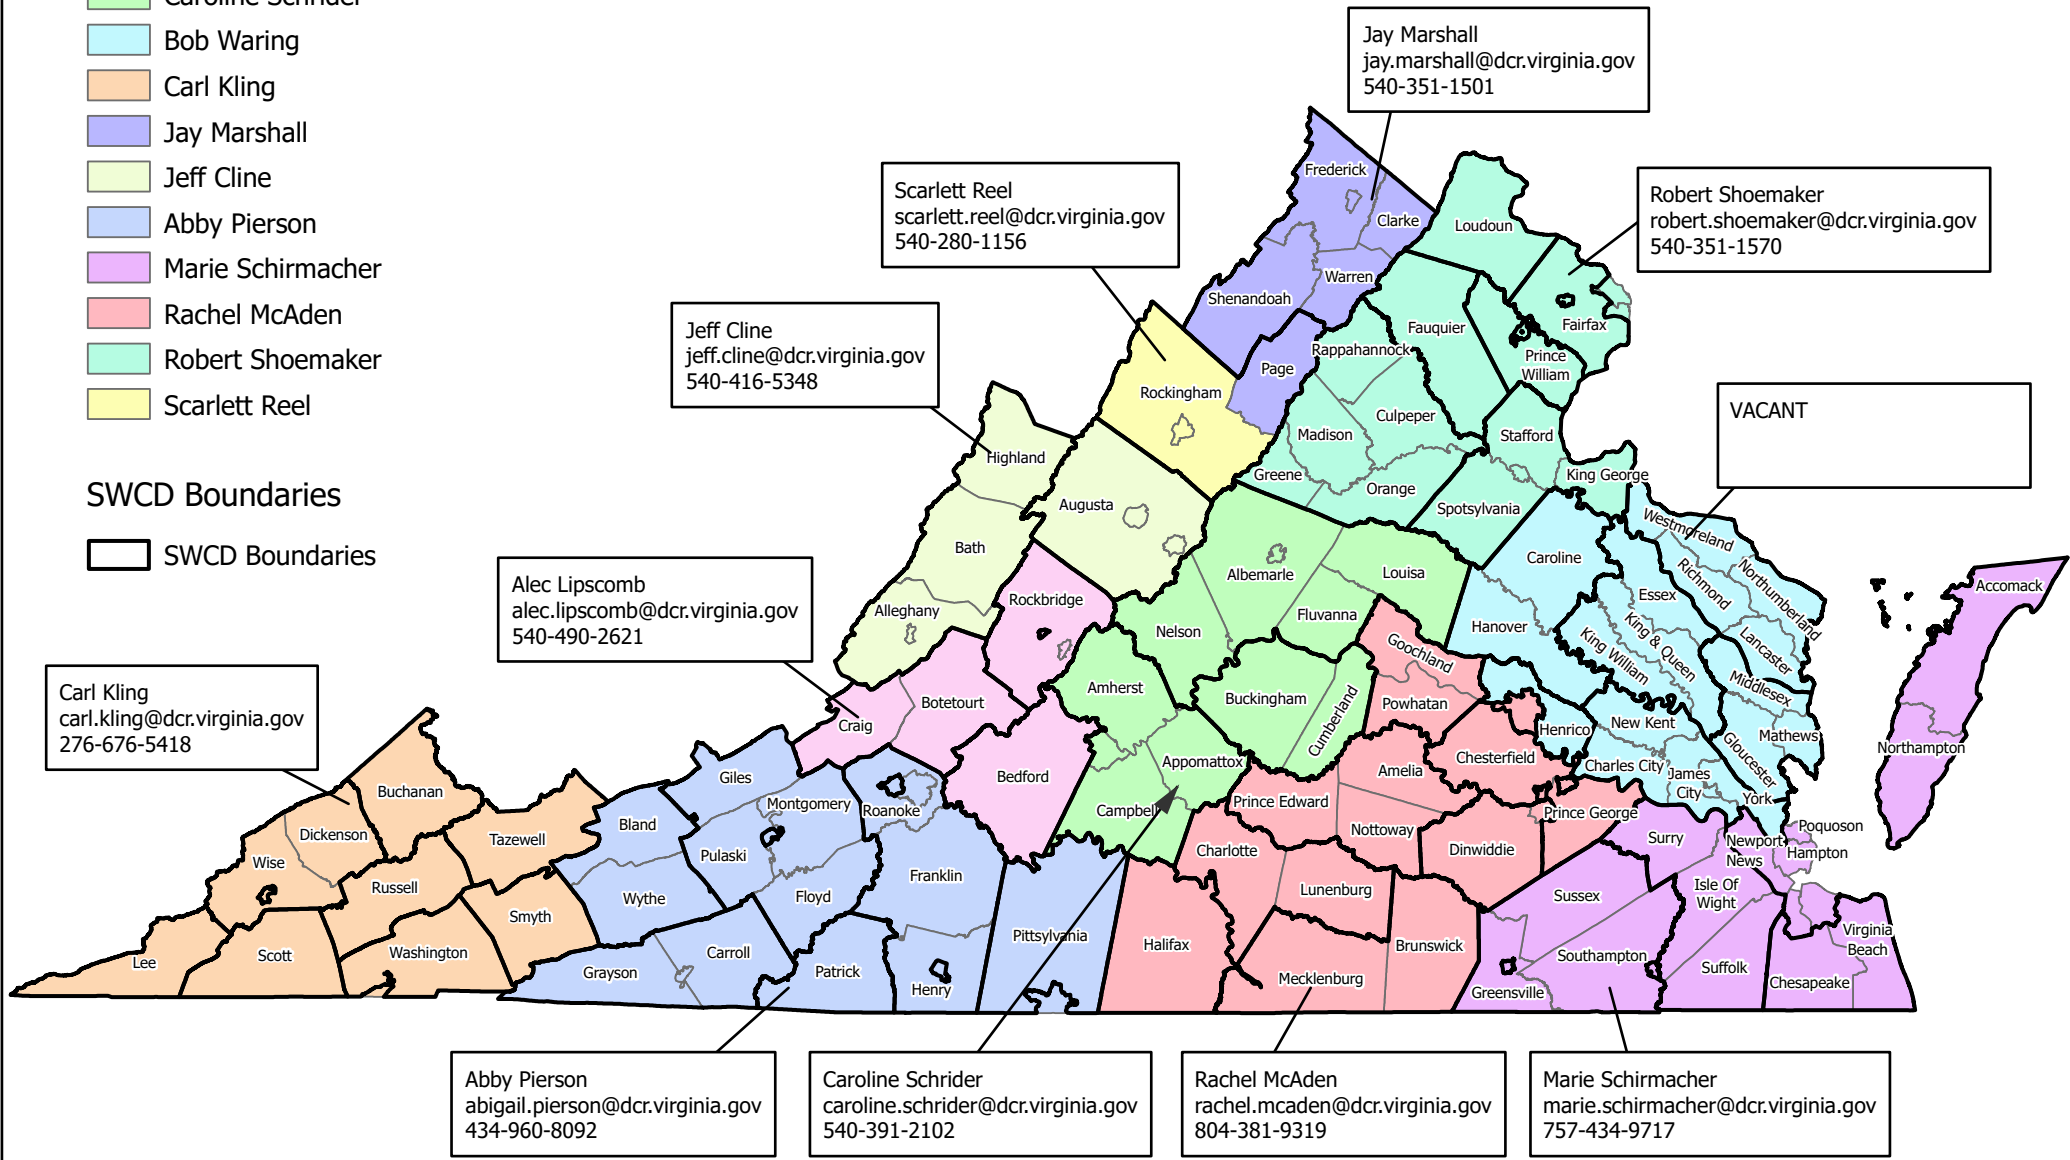 Caroline Schrider
Bob Waring
Carl Kling
Jay Marshall
Jeff Cline
Abby Pierson
Marie Schirmacher
Rachel McAden
Robert Shoemaker
Scarlett Reel
SWCD Boundaries
SWCD Boundaries
Jay Marshall
jay.marshall@dcr.virginia.gov
540-351-1501
Scarlett Reel
scarlett.reel@dcr.virginia.gov
540-280-1156
Robert Shoemaker
robert.shoemaker@dcr.virginia.gov
540-351-1570
Jeff Cline
jeff.cline@dcr.virginia.gov
540-416-5348
VACANT
Alec Lipscomb
alec.lipscomb@dcr.virginia.gov
540-490-2621
Carl Kling
carl.kling@dcr.virginia.gov
276-676-5418
Frederick
Clarke
Loudoun
Warren
Shenandoah
Fauquier
Fairfax
Rappahannock
Prince
William
Page
Rockingham
Culpeper
Madison
Stafford
Highland
Greene
King George
Orange
Augusta
Spotsylvania
Westmoreland
Bath
Caroline
Albemarle
Louisa
Richmond
Northumberland
Accomack
Rockbridge
Essex
Alleghany
Fluvanna
Hanover
Nelson
King & Queen
King William
Lancaster
Goochland
Amherst
Buckingham
Cumberland
Middlesex
Botetourt
Powhatan
Craig
New Kent
Henrico
Mathews
Northampton
Chesterfield
Gloucester
Appomattox
Charles City
James
City
Amelia
Bedford
Giles
Buchanan
Montgomery
Roanoke
Prince Edward
York
Campbell
Prince George
Bland
Nottoway
Poquoson
Dickenson
Tazewell
Surry
Newport
News
Hampton
Charlotte
Dinwiddie
Pulaski
Wise
Franklin
Russell
Lunenburg
Isle Of
Wight
Sussex
Wythe
Floyd
Smyth
Virginia
Beach
Pittsylvania
Halifax
Brunswick
Washington
Carroll
Scott
Southampton
Lee
Grayson
Patrick
Suffolk
Mecklenburg
Chesapeake
Henry
Greensville
Abby Pierson
abigail.pierson@dcr.virginia.gov
434-960-8092
Caroline Schrider
caroline.schrider@dcr.virginia.gov
540-391-2102
Rachel McAden
rachel.mcaden@dcr.virginia.gov
804-381-9319
Marie Schirmacher
marie.schirmacher@dcr.virginia.gov
757-434-9717